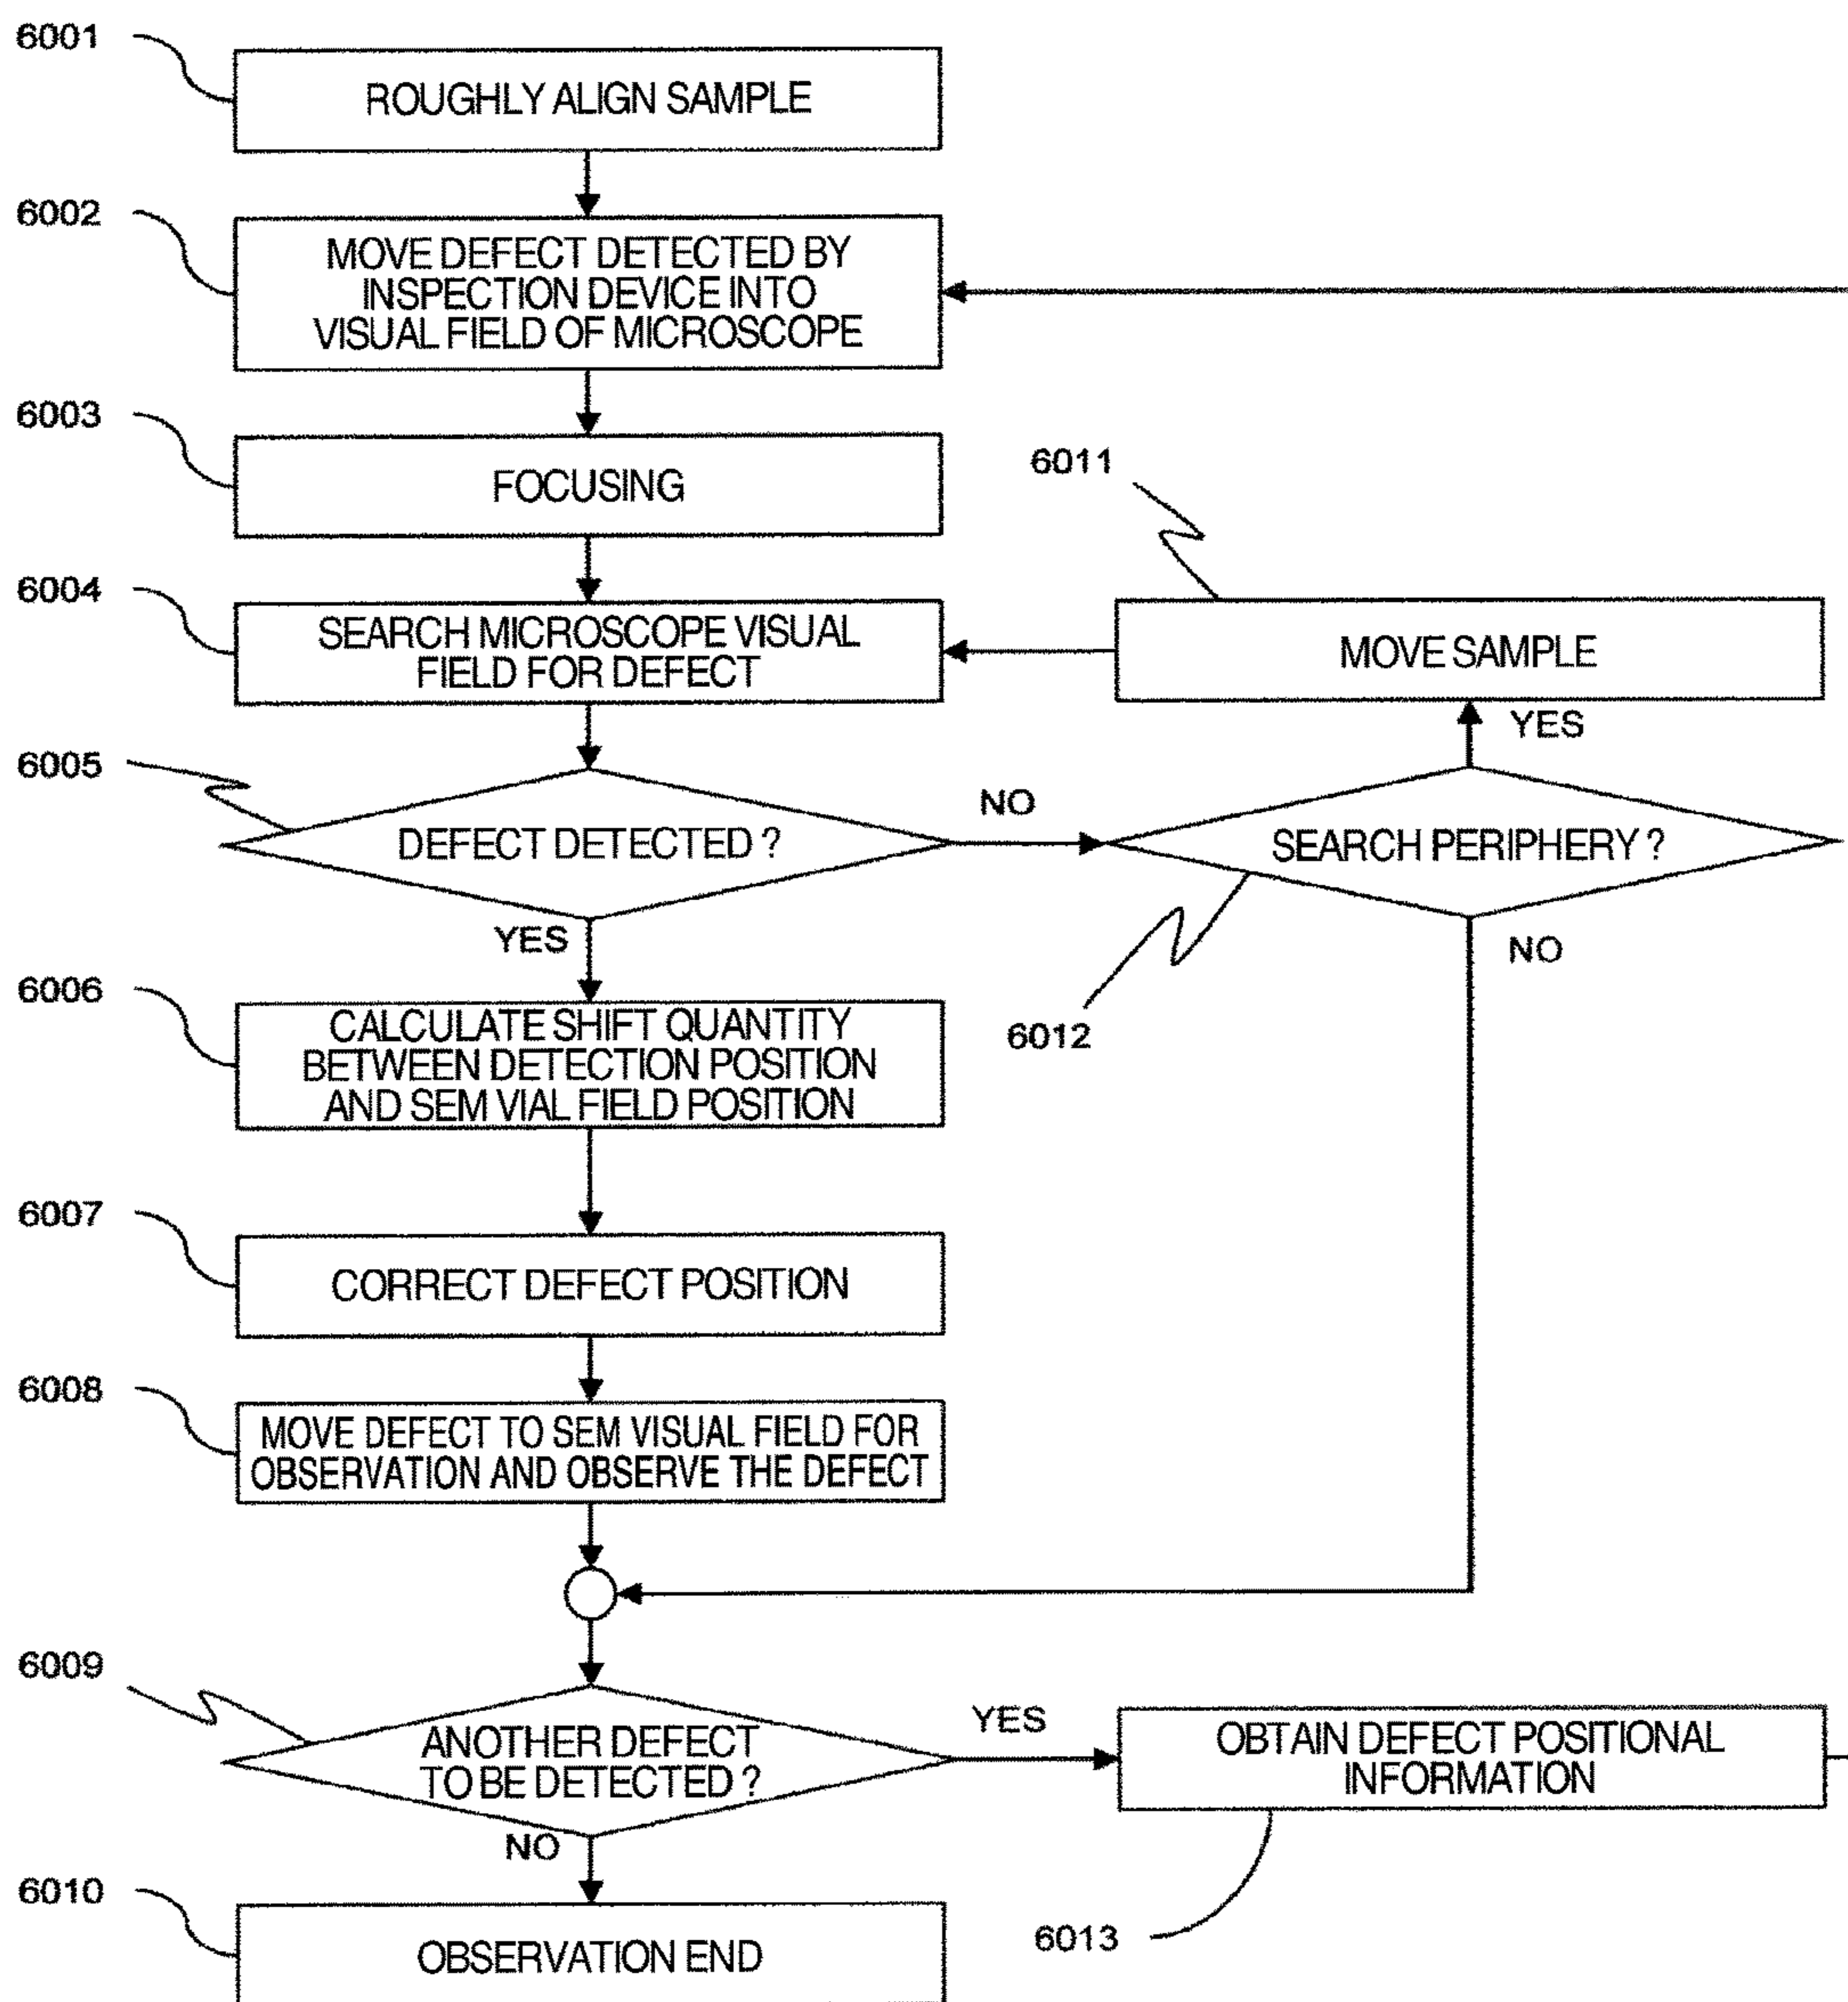 6001
ROUGHLY ALIGN SAMPLE
6002
MOVE DEFECT DETECTED BY
INSPECTION DEVICE INTO
VISUAL FIELD OF MICROSCOPE
6003
FOCUSING
6011
6004
SEARCH MICROSCOPE VISUAL
FIELD FOR DEFECT
MOVE SAMPLE
YES
6005
DEFECT DETECTED ?
NO
SEARCH PERIPHERY ?
YES
NO
6012
6006
CALCULATE SHIFT QUANTITY
BETWEEN DETECTION POSITION
AND SEM VIAL FIELD POSITION
6007
CORRECT DEFECT POSITION
6008
MOVE DEFECT TO SEM VISUAL FIELD FOR
OBSERVATION AND OBSERVE THE DEFECT
6009
ANOTHER DEFECT
TO BE DETECTED ?
YES
OBTAIN DEFECT POSITIONAL
INFORMATION
NO
6010
OBSERVATION END
6013